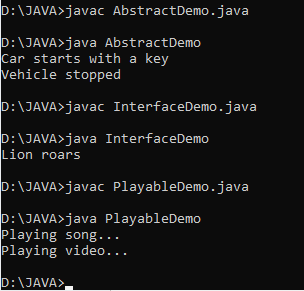 D:\JAVA>javac AbstractDemo.java
D:\JAVA>java AbstractDemo
Car starts with a key
Vehicle stopped
D:\JAVA>javac InterfaceDemo.java
D:\JAVA>java InterfaceDemo
Lion roars
D:\JAVA>javac PlayableDemo.java
D:\JAVA>java PlayableDemo
Playing song...
Playing video...
D:\JAVA>